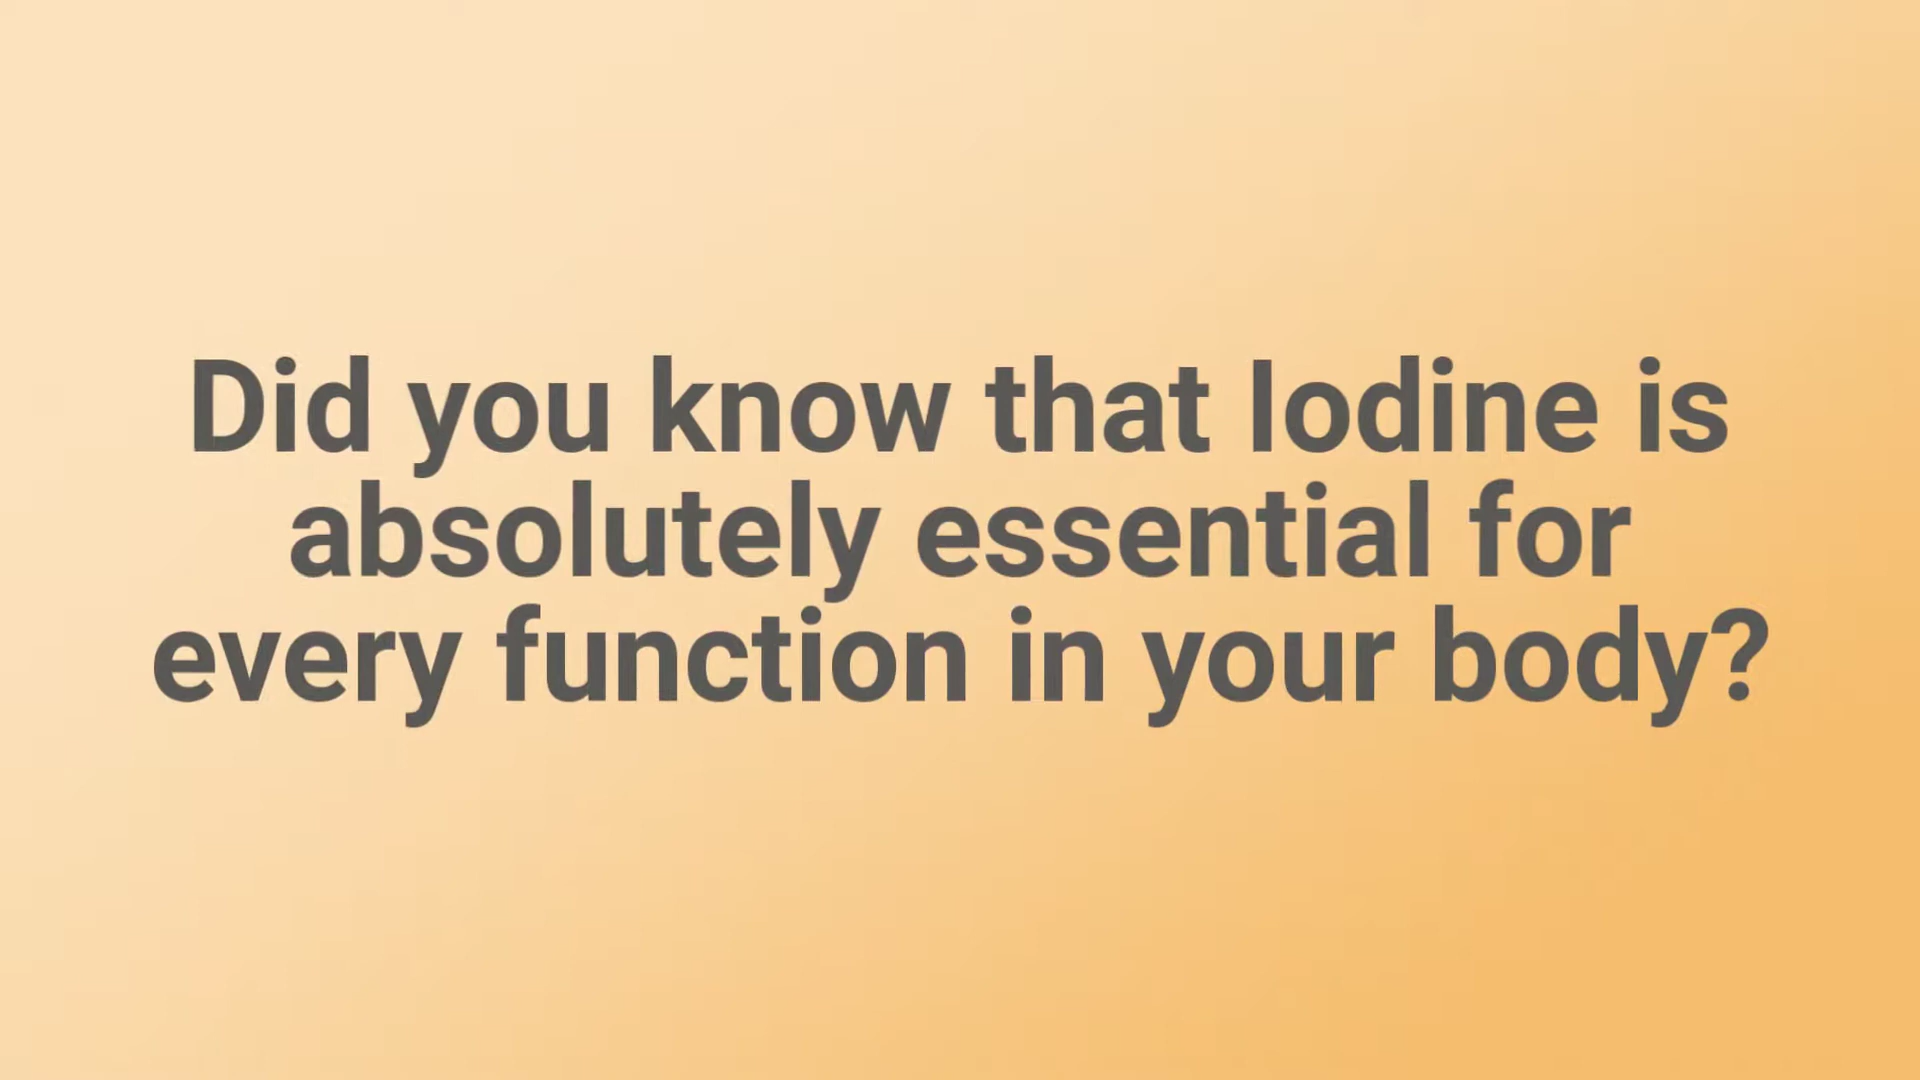 Did you know that Iodine is
absolutely essential for
every function in your body?